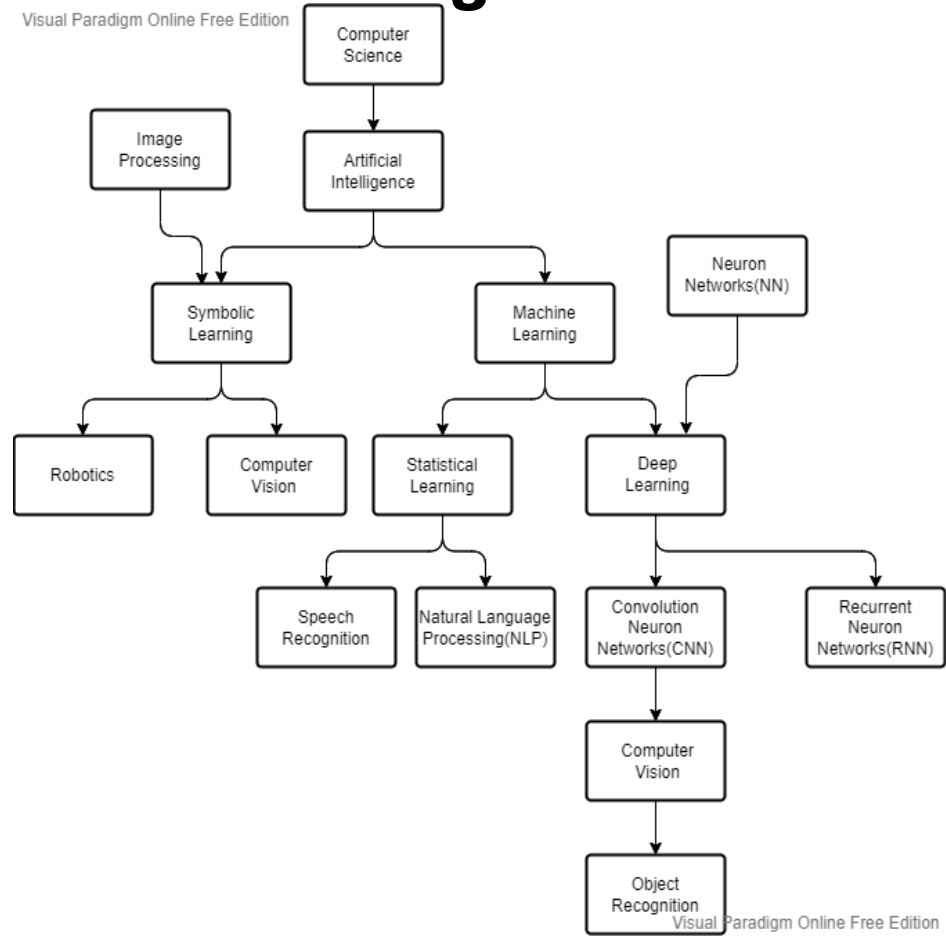 Visual Paradigm Online Free Edition
g
Computer
Science
Image
Processing
Artificial
Intelligence
Neuron
Networks(NN)
Symbolic
Learning
Machine
Learning
Robotics
Computer
Vision
Statistical
Learning
Deep
Learning
Speech
Recognition
Natural Language
Processing(NLP)
Convolution
Neuron
Networks(CNN)
Recurrent
Neuron
Networks(RNN)
Computer
Vision
Object
Recognition
Visual Paradigm Online Free Edition